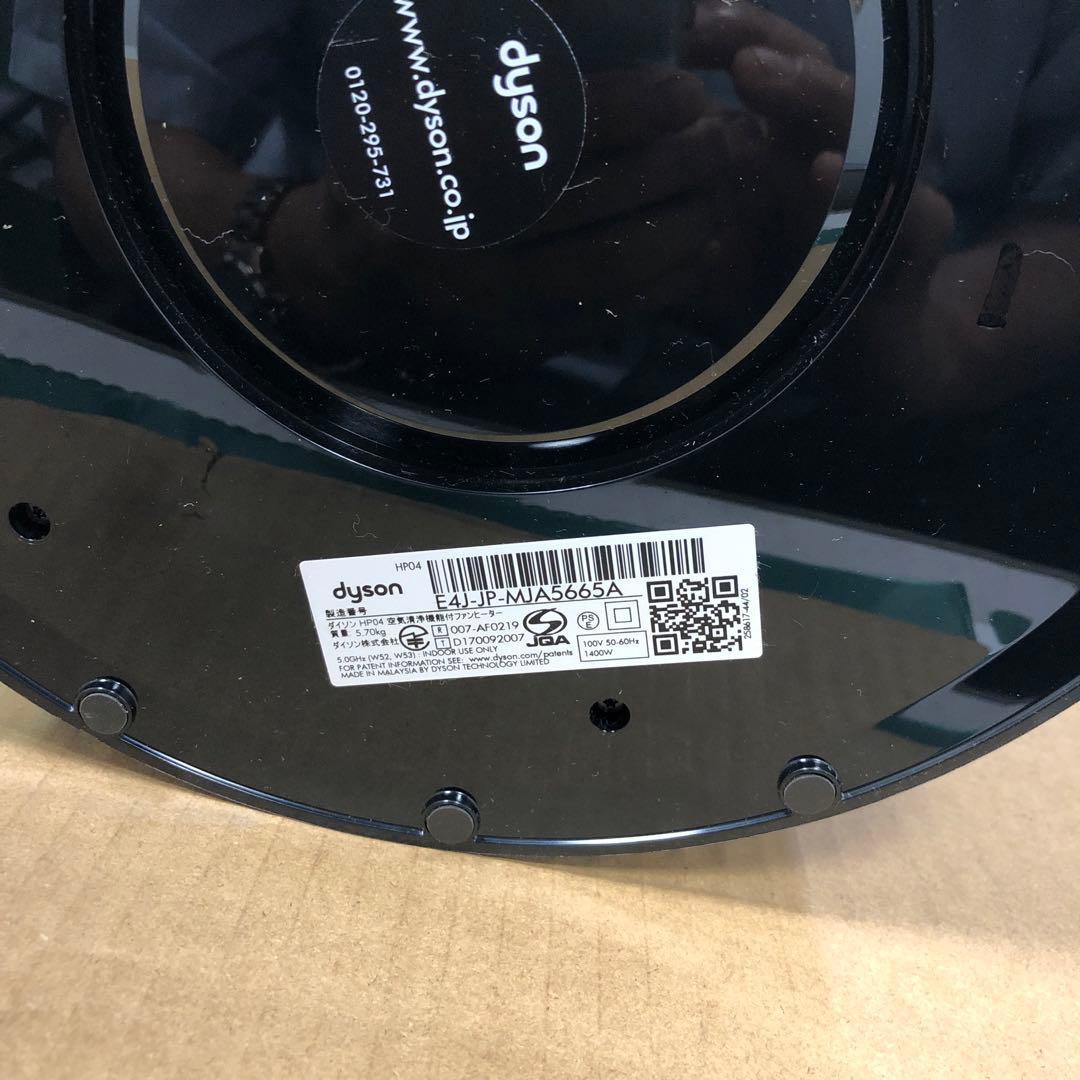 dyson
www.dyson.co.jp
0120-295-731
HP04
dyson
E4J-JP-MJA5665A
製造番号
ダイソン HP04 空気清浄機能付ファンヒーター
質量: 5.70kg
ダイソン株式会社
R 007-AF0219
T D170092007
JQA
PS E
100V 50-60Hz
1400W
5.0GHz (W52, W53) : INDOOR USE ONLY
FOR PATENT INFORMATION SEE: www.dyson.com/patents
MADE IN MALAYSIA BY DYSON TECHNOLOGY LIMITED
258617-44/02